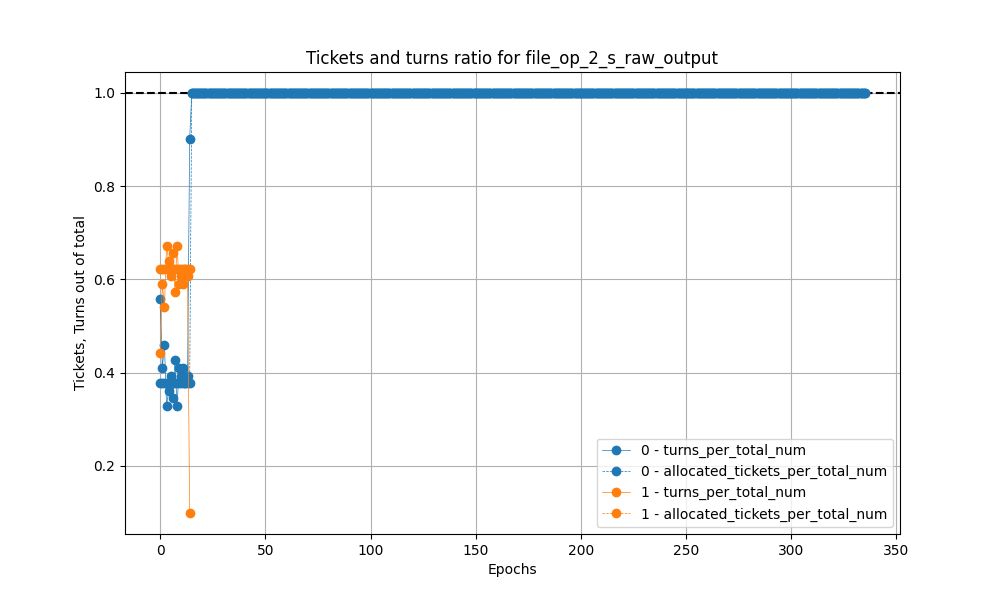 Tickets and turns ratio for file_op_2_s_raw_output
1.0
0.8
0.6
0.4
0.2
Tickets, Turns out of total
0 - turns_per_total_num
0 - allocated_tickets_per_total_num
1 - turns_per_total_num
1 - allocated_tickets_per_total_num
0 50 100 150 200 250 300 350
Epochs